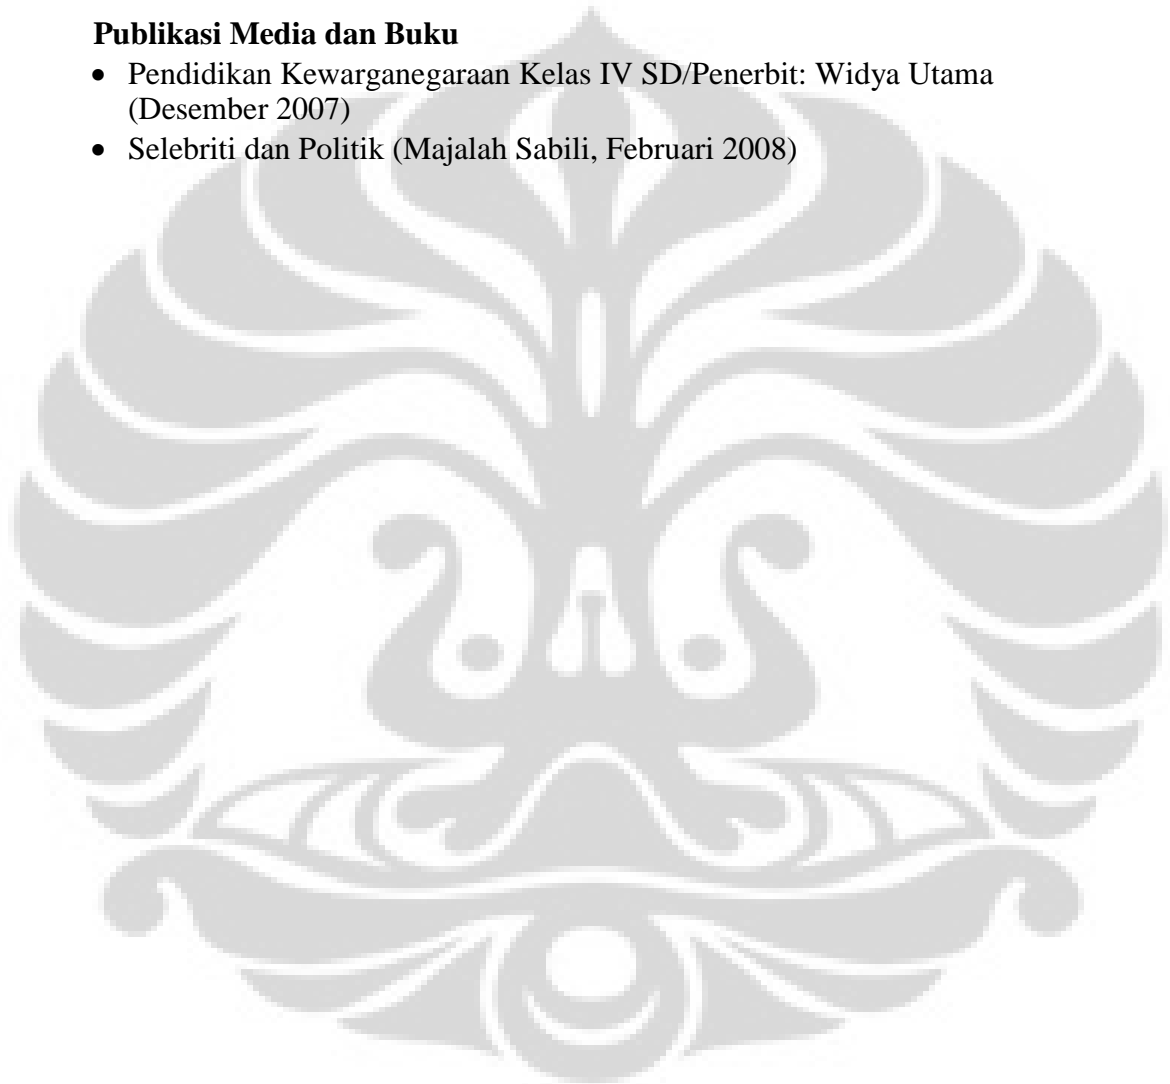 Publikasi Media dan Buku
• Pendidikan Kewarganegaraan Kelas IV SD/Penerbit: Widya Utama
(Desember 2007)
• Selebriti dan Politik (Majalah Sabili, Februari 2008)